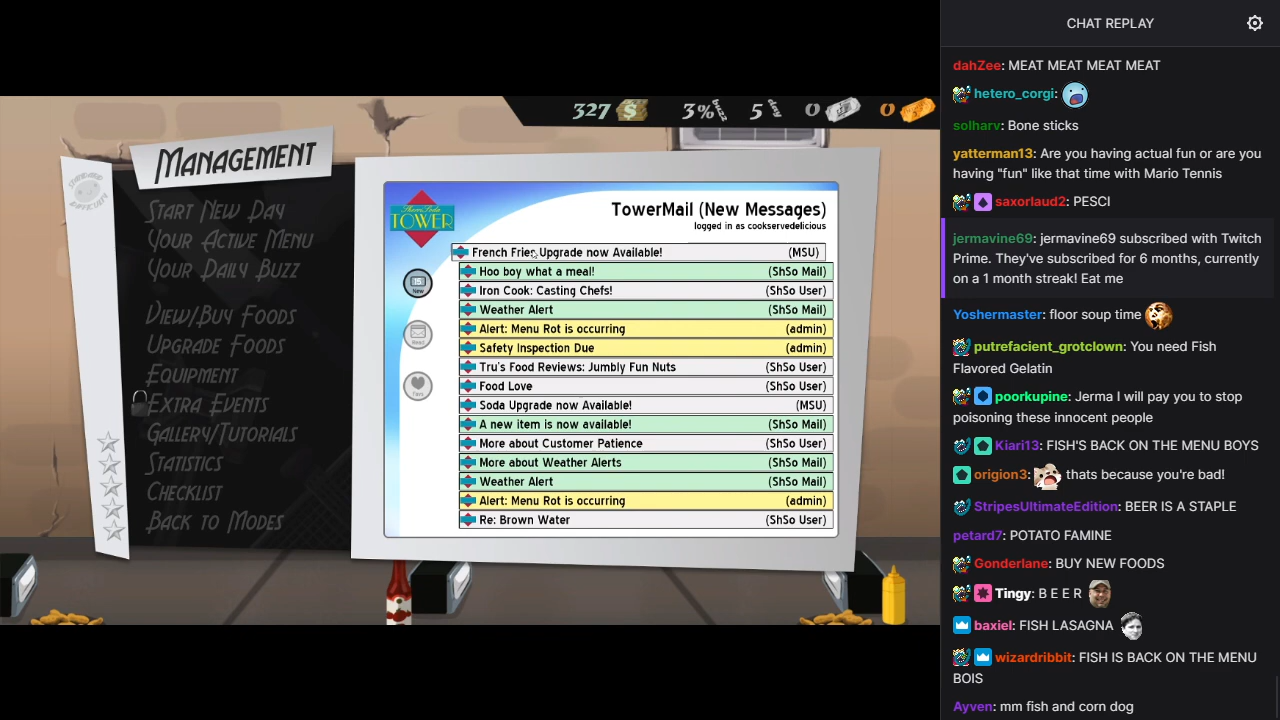 327 3% buzz 5 day 0 0
MANAGEMENT
START NEW DAY
YOUR ACTIVE MENU
YOUR DAILY BUZZ
VIEW/BUY FOODS
UPGRADE FOODS
EQUIPMENT
EXTRA EVENTS
GALLERY/TUTORIALS
STATISTICS
CHECKLIST
BACK TO MODES
SherriSoda
TOWER
TowerMail (New Messages)
logged in as cookservedelicious
15
New
Read
Favs
French Fries Upgrade now Available! (MSU)
Hoo boy what a meal! (ShSo Mail)
Iron Cook: Casting Chefs! (ShSo User)
Weather Alert (ShSo Mail)
Alert: Menu Rot is occurring (admin)
Safety Inspection Due (admin)
Tru's Food Reviews: Jumbly Fun Nuts (ShSo User)
Food Love (ShSo User)
Soda Upgrade now Available! (MSU)
A new item is now available! (ShSo Mail)
More about Customer Patience (ShSo User)
More about Weather Alerts (ShSo Mail)
Weather Alert (ShSo Mail)
Alert: Menu Rot is occurring (admin)
Re: Brown Water (ShSo User)
CHAT REPLAY
dahZee: MEAT MEAT MEAT MEAT
hetero_corgi:
solharv: Bone sticks
yatterman13: Are you having actual fun or are you
having "fun" like that time with Mario Tennis
saxorlaud2: PESCI
jermavine69: jermavine69 subscribed with Twitch
Prime. They've subscribed for 6 months, currently
on a 1 month streak! Eat me
Yoshermaster: floor soup time
putrefacient_grotclown: You need Fish
Flavored Gelatin
poorkupine: Jerma I will pay you to stop
poisoning these innocent people
Kiari13: FISH'S BACK ON THE MENU BOYS
origion3: thats because you're bad!
StripesUltimateEdition: BEER IS A STAPLE
petard7: POTATO FAMINE
Gonderlane: BUY NEW FOODS
Tingy: B E E R
baxiel: FISH LASAGNA
wizardribbit: FISH IS BACK ON THE MENU
BOIS
Ayven: mm fish and corn dog